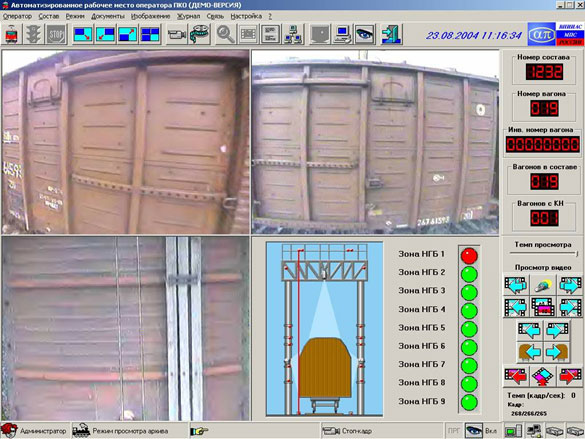 Автоматизированное рабочее место оператора ПКО (ДЕМО-ВЕРСИЯ)
Оператор Состав Режим Документы Изображение Журнал Связь Настройка ?
STOP
23.08.2004 11:16:34
απ
Номер состава
1232
Номер вагона
019
Инв. номер вагона
00000000
Вагонов в составе
019
Вагонов с КН
001
Темп просмотра
Просмотр видео
Зона НГБ 1
Зона НГБ 2
Зона НГБ 3
Зона НГБ 4
Зона НГБ 5
Зона НГБ 6
Зона НГБ 7
Зона НГБ 8
Зона НГБ 9
Темп (кадр/сек): 0
Кадр:
268/266/265
Администратор
Режим просмотра архива
Стоп-кадр
ПРГ
Вкл